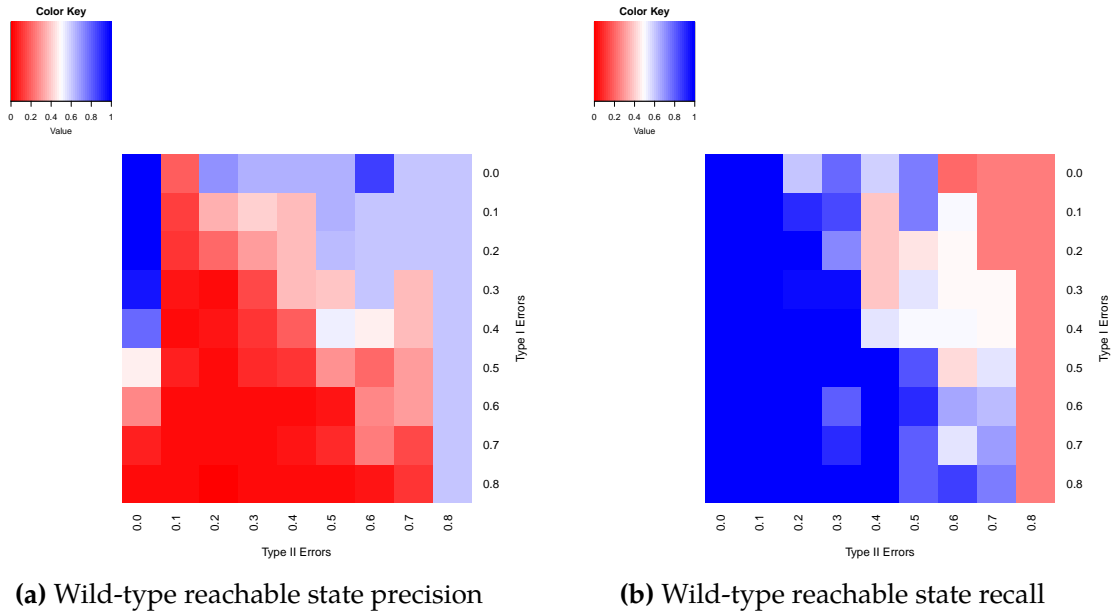 Color Key
0 0.2 0.4 0.6 0.8 1
Value
0.0
0.1
0.2
0.3
0.4
0.5
0.6
0.7
0.8
Type I Errors
0.0 0.1 0.2 0.3 0.4 0.5 0.6 0.7 0.8
Type II Errors
(a) Wild-type reachable state precision
Color Key
0 0.2 0.4 0.6 0.8 1
Value
0.0
0.1
0.2
0.3
0.4
0.5
0.6
0.7
0.8
Type I Errors
0.0 0.1 0.2 0.3 0.4 0.5 0.6 0.7 0.8
Type II Errors
(b) Wild-type reachable state recall